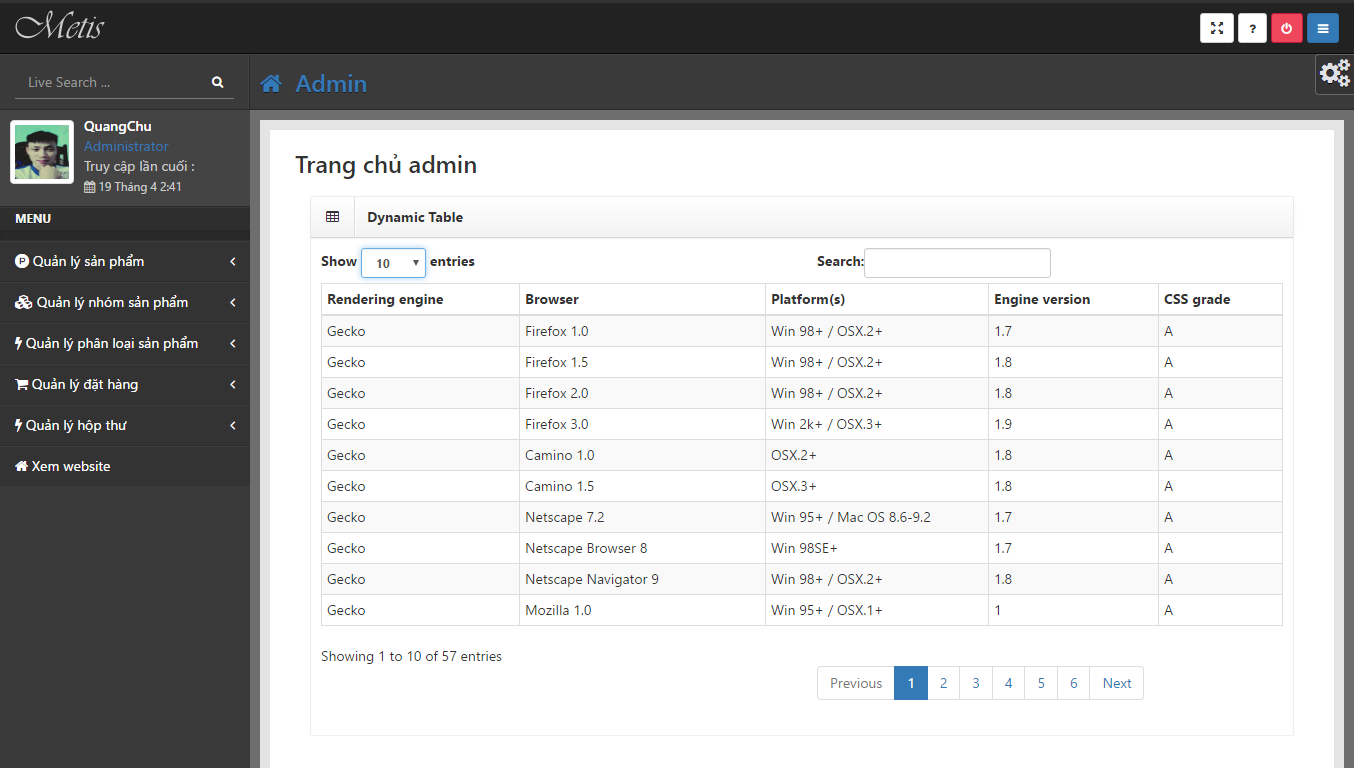 Metis
?
Live Search ...
Admin
QuangChu
Administrator
Truy cập lần cuối :
19 Tháng 4 2:41
MENU
P Quản lý sản phẩm
Quản lý nhóm sản phẩm
Quản lý phân loại sản phẩm
Quản lý đặt hàng
Quản lý hộp thư
Xem website
Trang chủ admin
Dynamic Table
Show 10 entries Search:
Rendering engine Browser Platform(s) Engine version CSS grade
Gecko Firefox 1.0 Win 98+ / OSX.2+ 1.7 A
Gecko Firefox 1.5 Win 98+ / OSX.2+ 1.8 A
Gecko Firefox 2.0 Win 98+ / OSX.2+ 1.8 A
Gecko Firefox 3.0 Win 2k+ / OSX.3+ 1.9 A
Gecko Camino 1.0 OSX.2+ 1.8 A
Gecko Camino 1.5 OSX.3+ 1.8 A
Gecko Netscape 7.2 Win 95+ / Mac OS 8.6-9.2 1.7 A
Gecko Netscape Browser 8 Win 98SE+ 1.7 A
Gecko Netscape Navigator 9 Win 98+ / OSX.2+ 1.8 A
Gecko Mozilla 1.0 Win 95+ / OSX.1+ 1 A
Showing 1 to 10 of 57 entries
Previous 1 2 3 4 5 6 Next